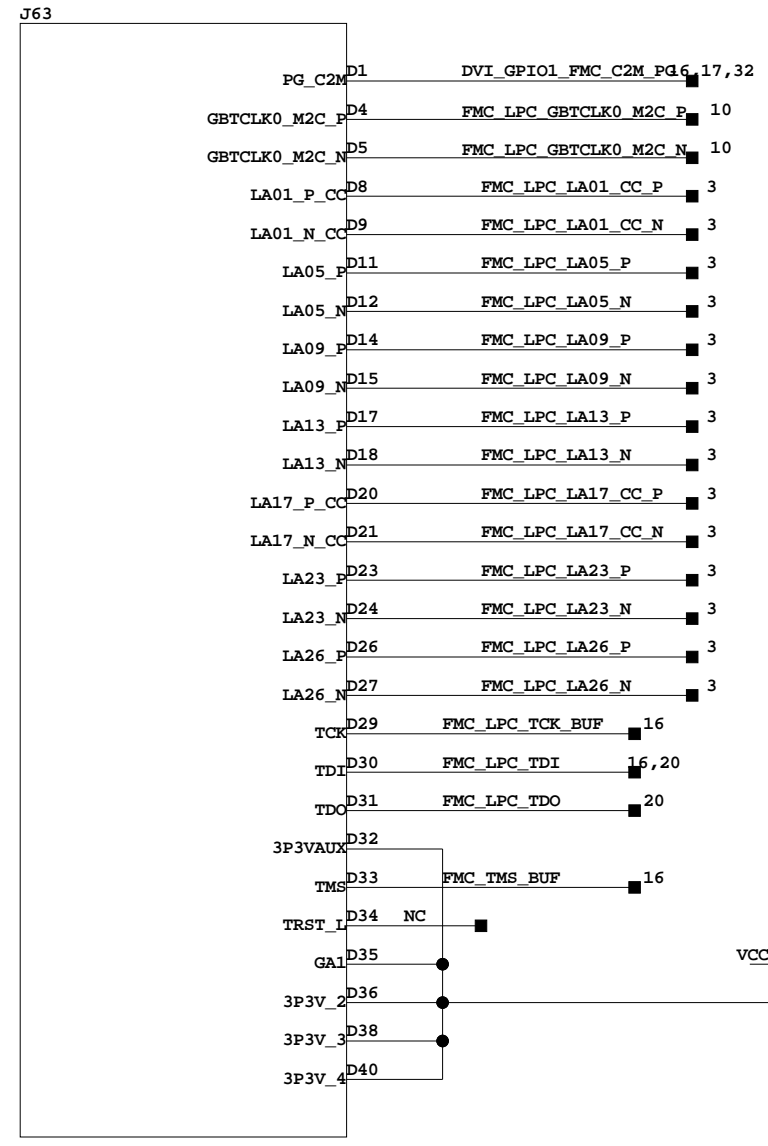 J63
PG_C2M D1 DVI_GPIO1_FMC_C2M_PG 16,17,32
GBTCLK0_M2C_P D4 FMC_LPC_GBTCLK0_M2C_P 10
GBTCLK0_M2C_N D5 FMC_LPC_GBTCLK0_M2C_N 10
LA01_P_CC D8 FMC_LPC_LA01_CC_P 3
LA01_N_CC D9 FMC_LPC_LA01_CC_N 3
LA05_P D11 FMC_LPC_LA05_P 3
LA05_N D12 FMC_LPC_LA05_N 3
LA09_P D14 FMC_LPC_LA09_P 3
LA09_N D15 FMC_LPC_LA09_N 3
LA13_P D17 FMC_LPC_LA13_P 3
LA13_N D18 FMC_LPC_LA13_N 3
LA17_P_CC D20 FMC_LPC_LA17_CC_P 3
LA17_N_CC D21 FMC_LPC_LA17_CC_N 3
LA23_P D23 FMC_LPC_LA23_P 3
LA23_N D24 FMC_LPC_LA23_N 3
LA26_P D26 FMC_LPC_LA26_P 3
LA26_N D27 FMC_LPC_LA26_N 3
TCK D29 FMC_LPC_TCK_BUF 16
TDI D30 FMC_LPC_TDI 16,20
TDO D31 FMC_LPC_TDO 20
3P3VAUX D32
TMS D33 FMC_TMS_BUF 16
TRST_L D34 NC
GA1 D35 VCC
3P3V_2 D36
3P3V_3 D38
3P3V_4 D40